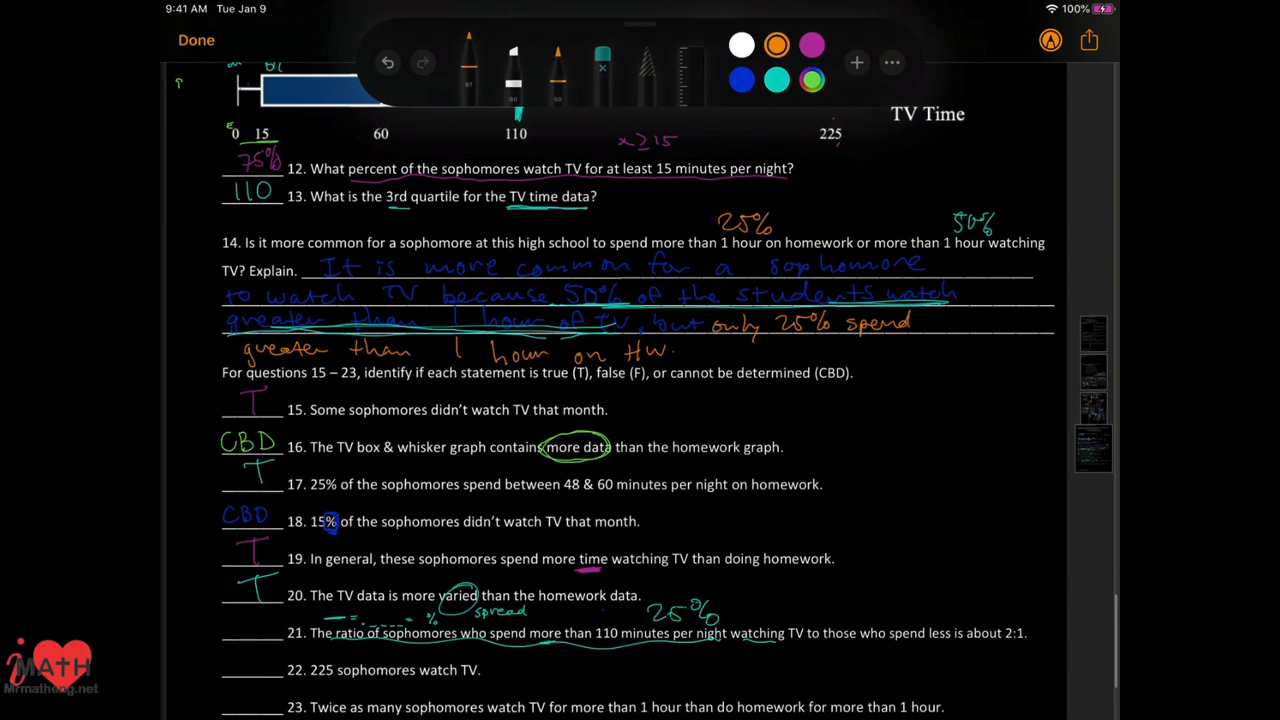 9:41 AM Tue Jan 9
100%
Done
97
80
60
TV Time
0 15 60 110 225
x ≥ 15
75% 12. What percent of the sophomores watch TV for at least 15 minutes per night?
110 13. What is the 3rd quartile for the TV time data?
25% 50%
14. Is it more common for a sophomore at this high school to spend more than 1 hour on homework or more than 1 hour watching
TV? Explain. It is more common for a sophomore
to watch TV because 50% of the students watch
greater than 1 hour of TV, but only 25% spend
greater than 1 hour on HW.
For questions 15 – 23, identify if each statement is true (T), false (F), or cannot be determined (CBD).
T 15. Some sophomores didn't watch TV that month.
CBD 16. The TV box & whisker graph contains more data than the homework graph.
T 17. 25% of the sophomores spend between 48 & 60 minutes per night on homework.
CBD 18. 15% of the sophomores didn't watch TV that month.
T 19. In general, these sophomores spend more time watching TV than doing homework.
T 20. The TV data is more varied than the homework data.
= . = % spread 25%
21. The ratio of sophomores who spend more than 110 minutes per night watching TV to those who spend less is about 2:1.
22. 225 sophomores watch TV.
23. Twice as many sophomores watch TV for more than 1 hour than do homework for more than 1 hour.
iMATH
Mrmatheng.net